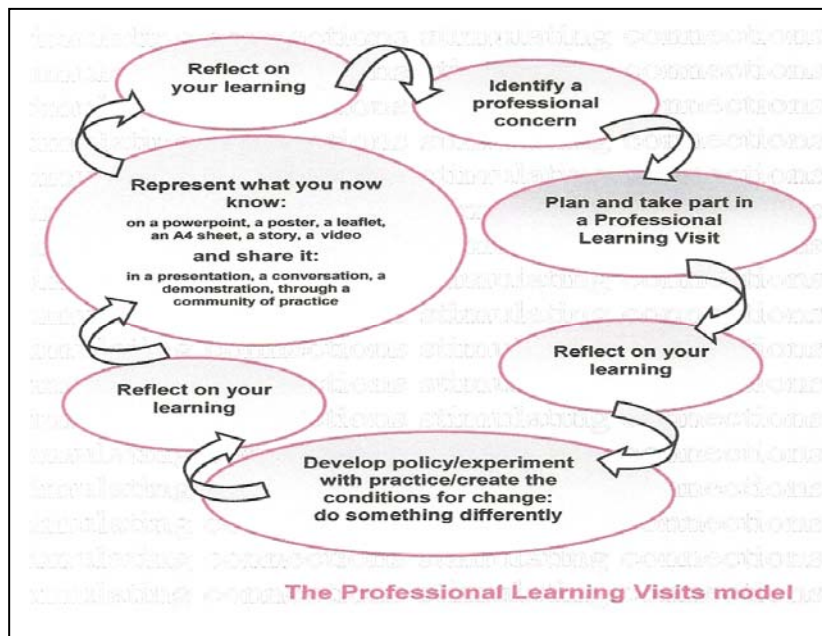 Reflect on
your learning
Identify a
professional
concern
Plan and take part in
a Professional
Learning Visit
Reflect on your
learning
Develop policy/experiment
with practice/create the
conditions for change:
do something differently
Reflect on your
learning
Represent what you now
know:
on a powerpoint, a poster, a leaflet,
an A4 sheet, a story, a video
and share it:
in a presentation, a conversation, a
demonstration, through a
community of practice
The Professional Learning Visits model